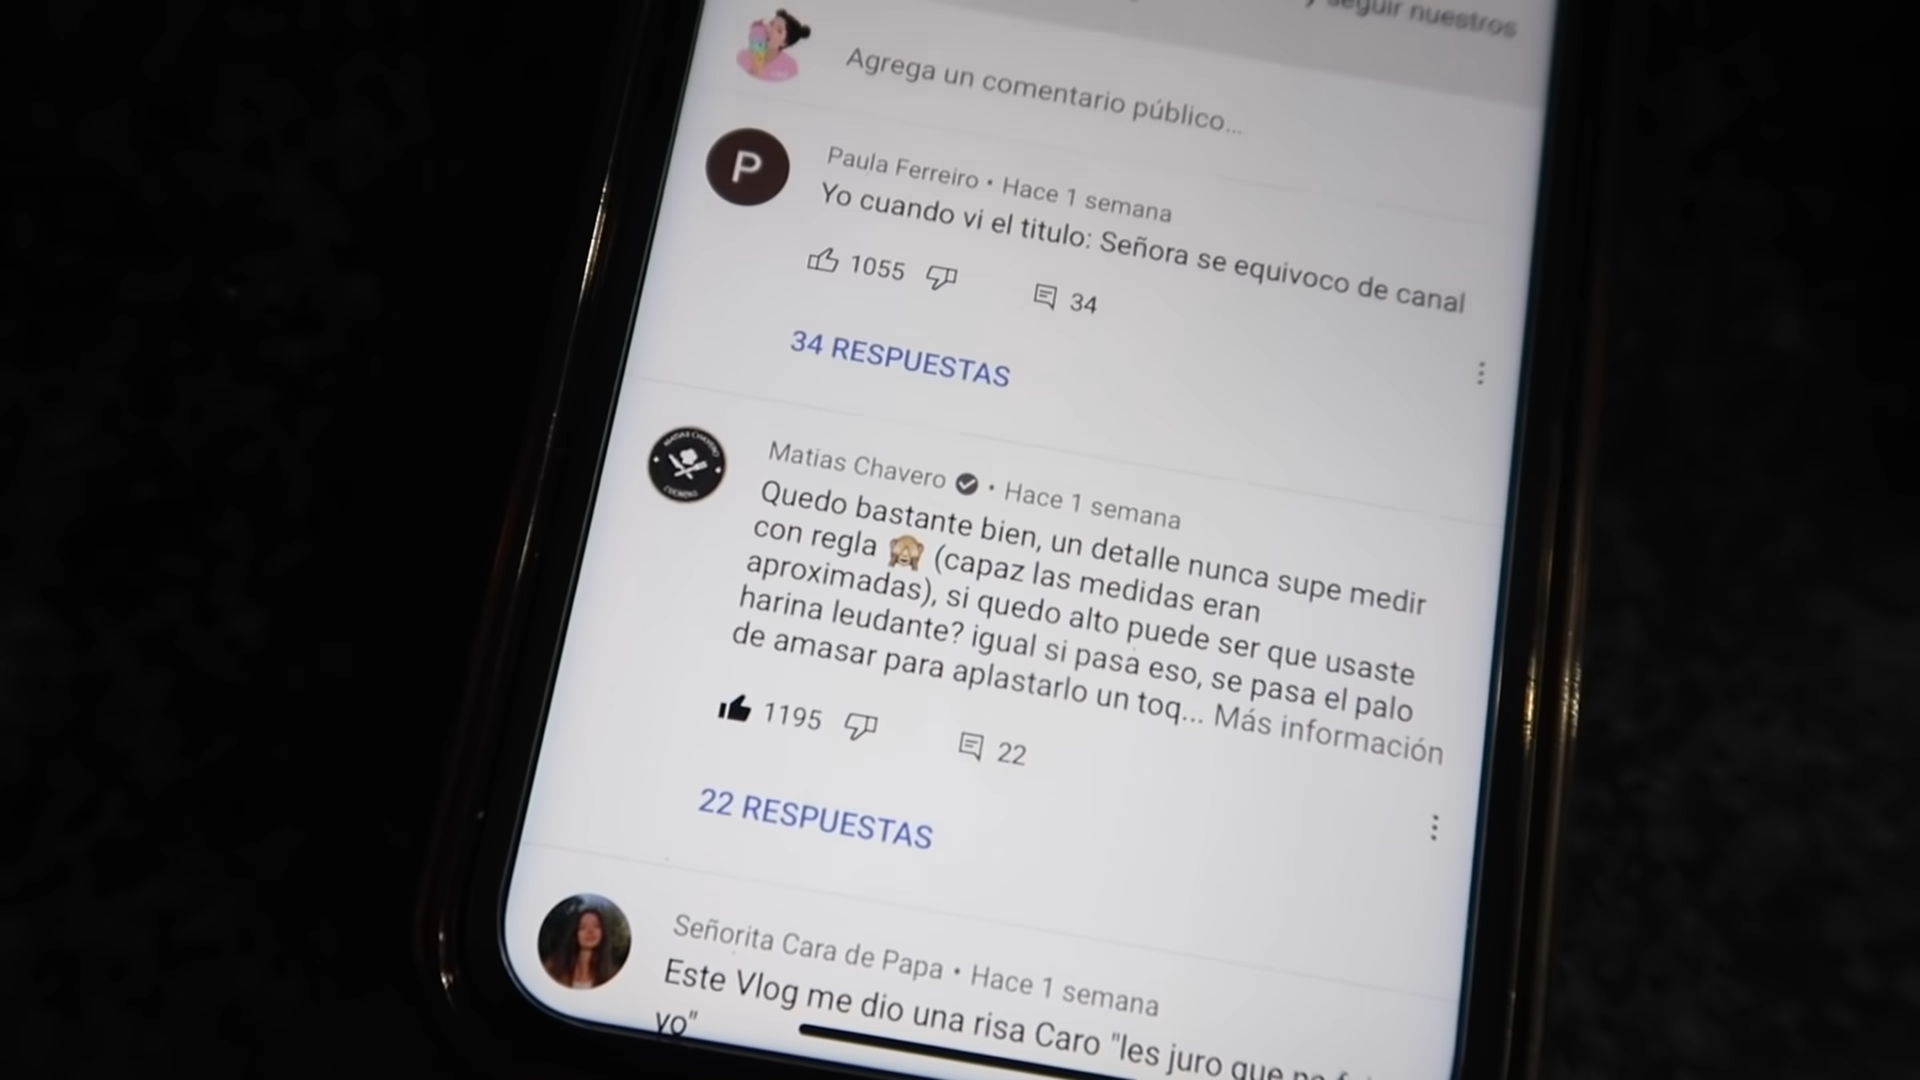 seguir nuestros
Agrega un comentario público...
P
Paula Ferreiro • Hace 1 semana
Yo cuando vi el titulo: Señora se equivoco de canal
1055
34
34 RESPUESTAS
MATIAS CHAVERO
Matias Chavero • Hace 1 semana
Quedo bastante bien, un detalle nunca supe medir
con regla 🙈 (capaz las medidas eran
aproximadas), si quedo alto puede ser que usaste
harina leudante? igual si pasa eso, se pasa el palo
de amasar para aplastarlo un toq... Más información
1195
22
22 RESPUESTAS
Señorita Cara de Papa • Hace 1 semana
Este Vlog me dio una risa Caro "les juro que
yo"